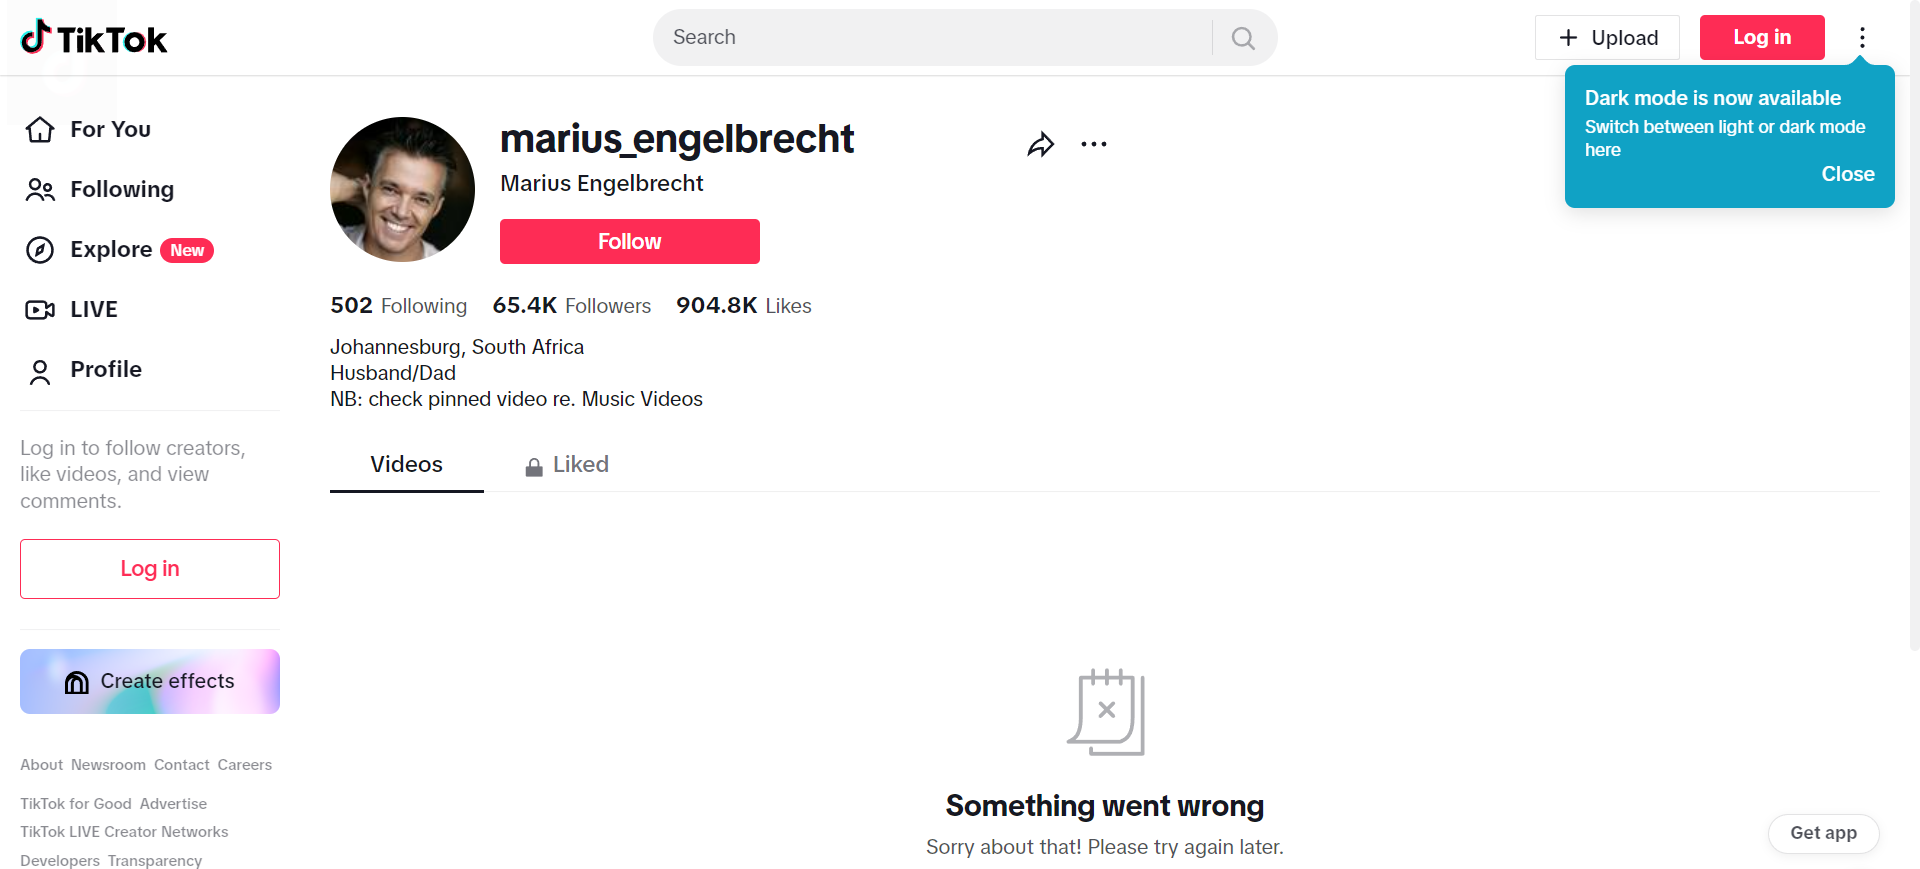 TikTok
Search
Upload
Log in
Dark mode is now available
Switch between light or dark mode
here
Close
For You
Following
Explore New
LIVE
Profile
Log in to follow creators,
like videos, and view
comments.
Log in
Create effects
About Newsroom Contact Careers
TikTok for Good Advertise
TikTok LIVE Creator Networks
Developers Transparency
marius_engelbrecht
Marius Engelbrecht
Follow
502 Following 65.4K Followers 904.8K Likes
Johannesburg, South Africa
Husband/Dad
NB: check pinned video re. Music Videos
Videos Liked
Something went wrong
Sorry about that! Please try again later.
Get app